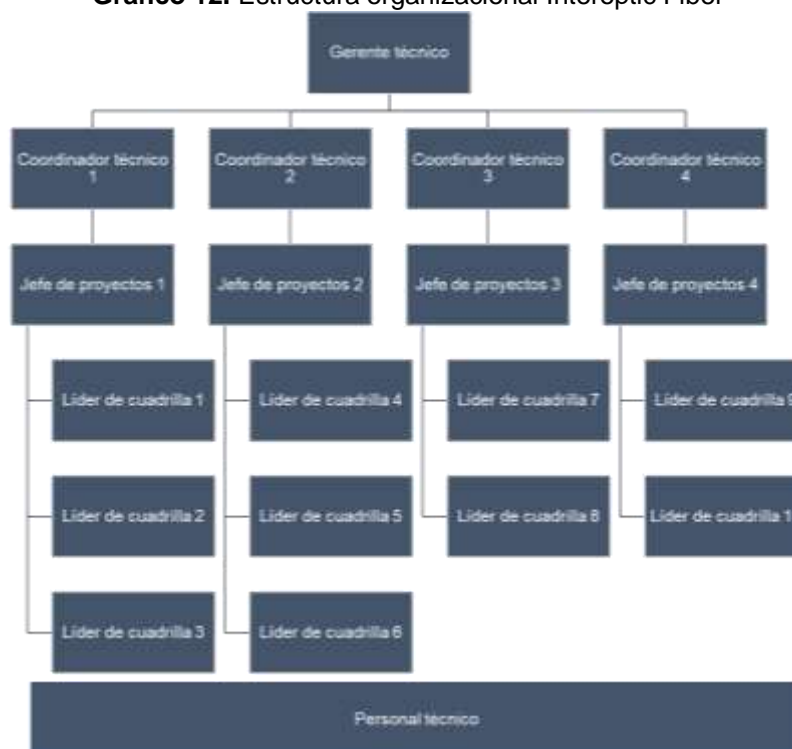 Gráfico 12. Estructura organizacional Interoptic Fiber
Gerente técnico
Coordinador técnico
1
Coordinador técnico
2
Coordinador técnico
3
Coordinador técnico
4
Jefe de proyectos 1
Jefe de proyectos 2
Jefe de proyectos 3
Jefe de proyectos 4
Líder de cuadrilla 1
Líder de cuadrilla 4
Líder de cuadrilla 7
Líder de cuadrilla 9
Líder de cuadrilla 2
Líder de cuadrilla 5
Líder de cuadrilla 8
Líder de cuadrilla 1
Líder de cuadrilla 3
Líder de cuadrilla 6
Personal técnico